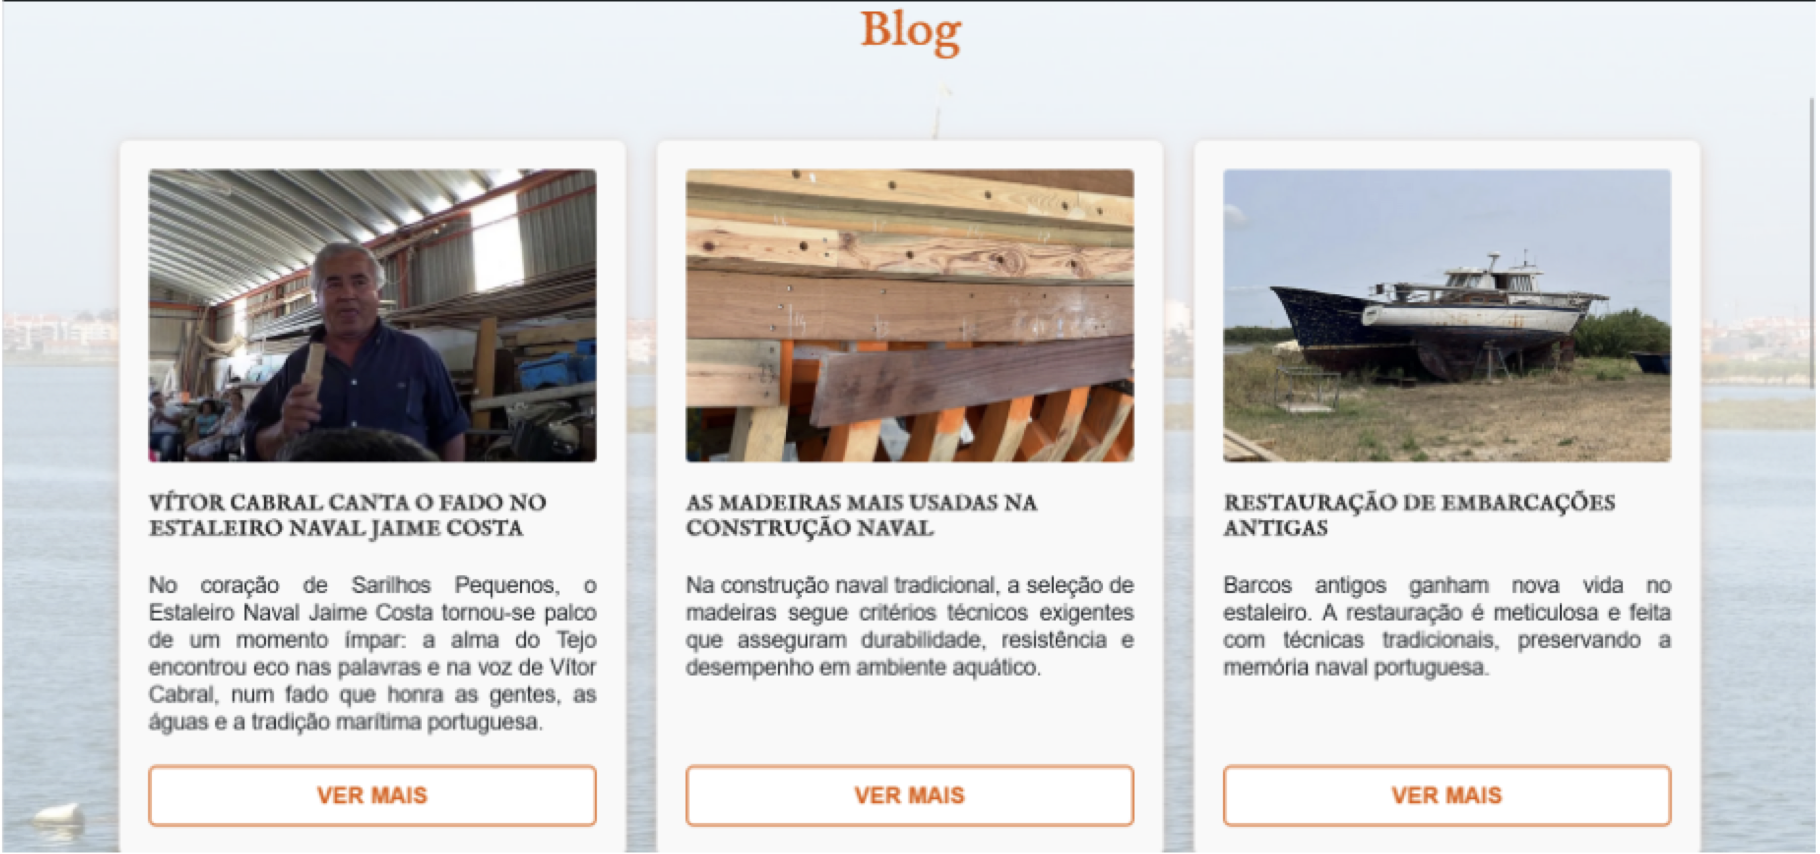 Blog
VÍTOR CABRAL CANTA O FADO NO
ESTALEIRO NAVAL JAIME COSTA
No coração de Sarilhos Pequenos, o
Estaleiro Naval Jaime Costa tornou-se palco
de um momento ímpar: a alma do Tejo
encontrou eco nas palavras e na voz de Vítor
Cabral, num fado que honra as gentes, as
águas e a tradição marítima portuguesa.
VER MAIS
AS MADEIRAS MAIS USADAS NA
CONSTRUÇÃO NAVAL
Na construção naval tradicional, a seleção de
madeiras segue critérios técnicos exigentes
que asseguram durabilidade, resistência e
desempenho em ambiente aquático.
VER MAIS
RESTAURAÇÃO DE EMBARCAÇÕES
ANTIGAS
Barcos antigos ganham nova vida no
estaleiro. A restauração é meticulosa e feita
com técnicas tradicionais, preservando a
memória naval portuguesa.
VER MAIS